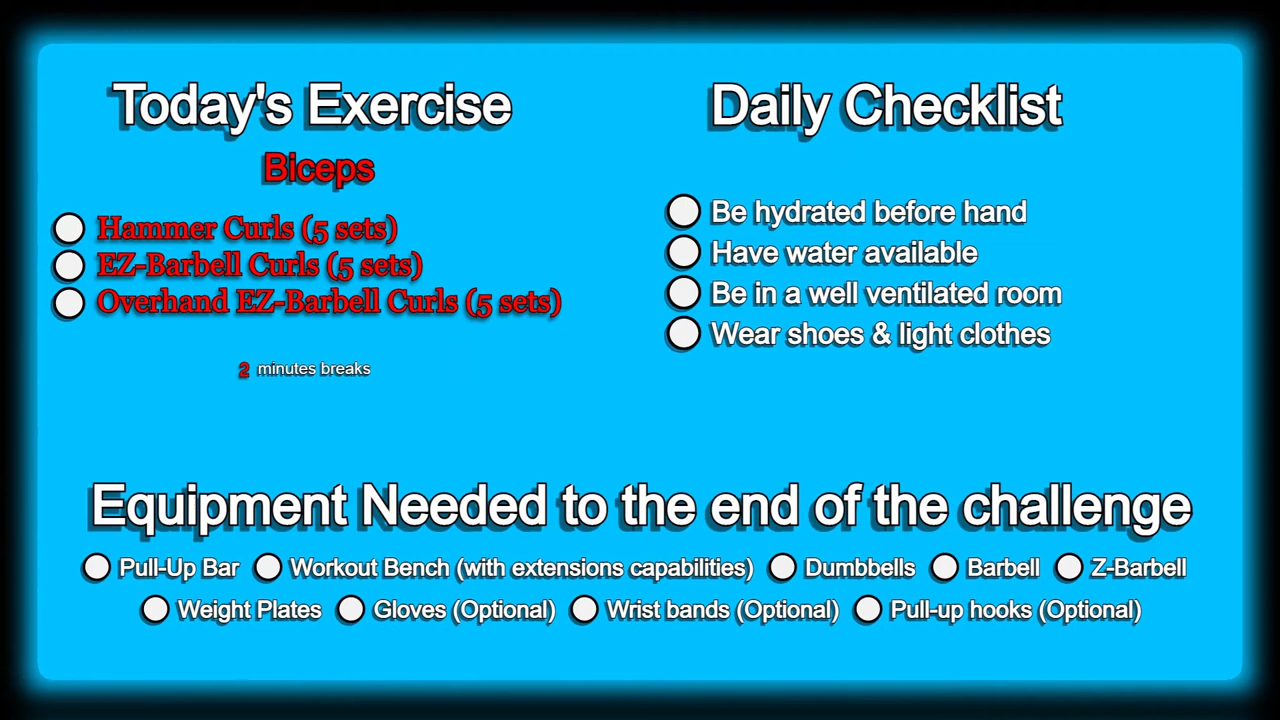 Today's Exercise
Biceps
Hammer Curls (5 sets)
EZ-Barbell Curls (5 sets)
Overhand EZ-Barbell Curls (5 sets)
2 minutes breaks
Daily Checklist
Be hydrated before hand
Have water available
Be in a well ventilated room
Wear shoes & light clothes
Equipment Needed to the end of the challenge
Pull-Up Bar Workout Bench (with extensions capabilities) Dumbbells Barbell Z-Barbell
Weight Plates Gloves (Optional) Wrist bands (Optional) Pull-up hooks (Optional)